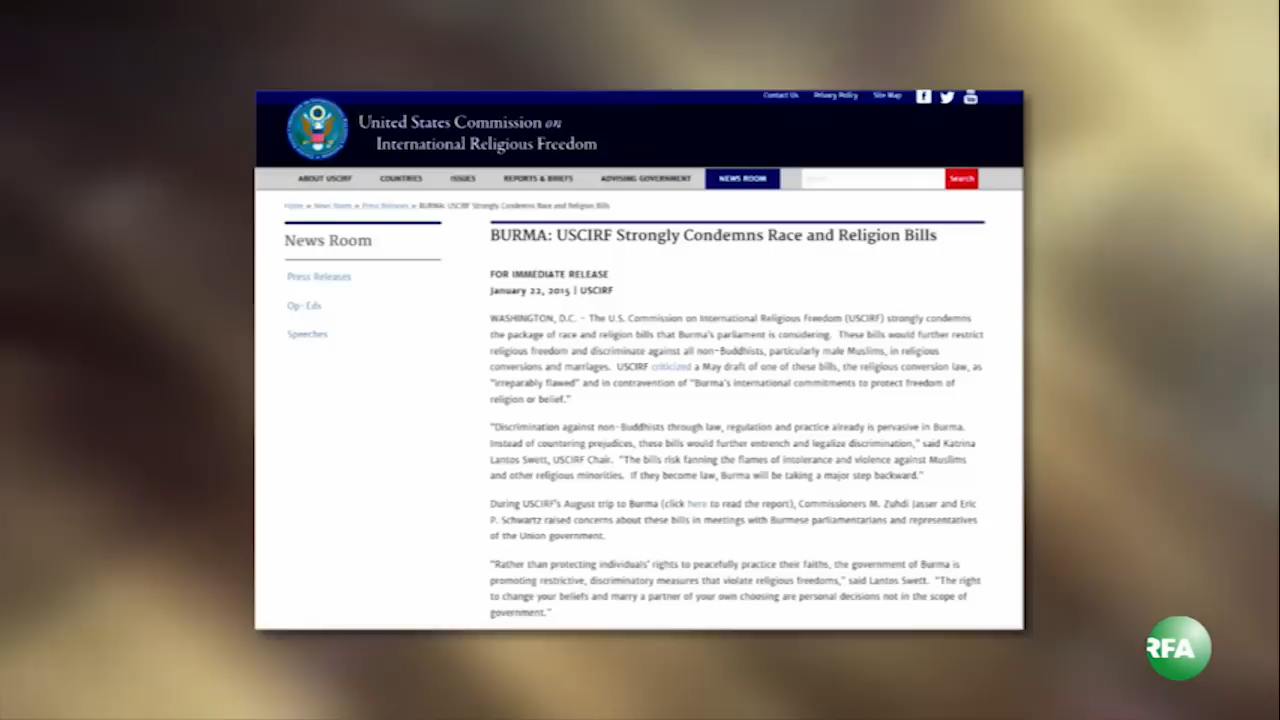 Contact Us Privacy Policy Site Map
United States Commission on
International Religious Freedom
ABOUT USCIRF COUNTRIES ISSUES REPORTS & BRIEFS ADVISING GOVERNMENT NEWS ROOM Search
Home » News Room » Press Releases » BURMA: USCIRF Strongly Condemns Race and Religion Bills
News Room
Press Releases
Op-Eds
Speeches
BURMA: USCIRF Strongly Condemns Race and Religion Bills
FOR IMMEDIATE RELEASE
January 22, 2015 | USCIRF
WASHINGTON, D.C. – The U.S. Commission on International Religious Freedom (USCIRF) strongly condemns
the package of race and religion bills that Burma's parliament is considering. These bills would further restrict
religious freedom and discriminate against all non-Buddhists, particularly male Muslims, in religious
conversions and marriages. USCIRF criticized a May draft of one of these bills, the religious conversion law, as
"irreparably flawed" and in contravention of "Burma's international commitments to protect freedom of
religion or belief."
"Discrimination against non-Buddhists through law, regulation and practice already is pervasive in Burma.
Instead of countering prejudices, these bills would further entrench and legalize discrimination," said Katrina
Lantos Swett, USCIRF Chair. "The bills risk fanning the flames of intolerance and violence against Muslims
and other religious minorities. If they become law, Burma will be taking a major step backward."
During USCIRF's August trip to Burma (click here to read the report), Commissioners M. Zuhdi Jasser and Eric
P. Schwartz raised concerns about these bills in meetings with Burmese parliamentarians and representatives
of the Union government.
"Rather than protecting individuals' rights to peacefully practice their faiths, the government of Burma is
promoting restrictive, discriminatory measures that violate religious freedoms," said Lantos Swett. "The right
to change your beliefs and marry a partner of your own choosing are personal decisions not in the scope of
government."
RFA